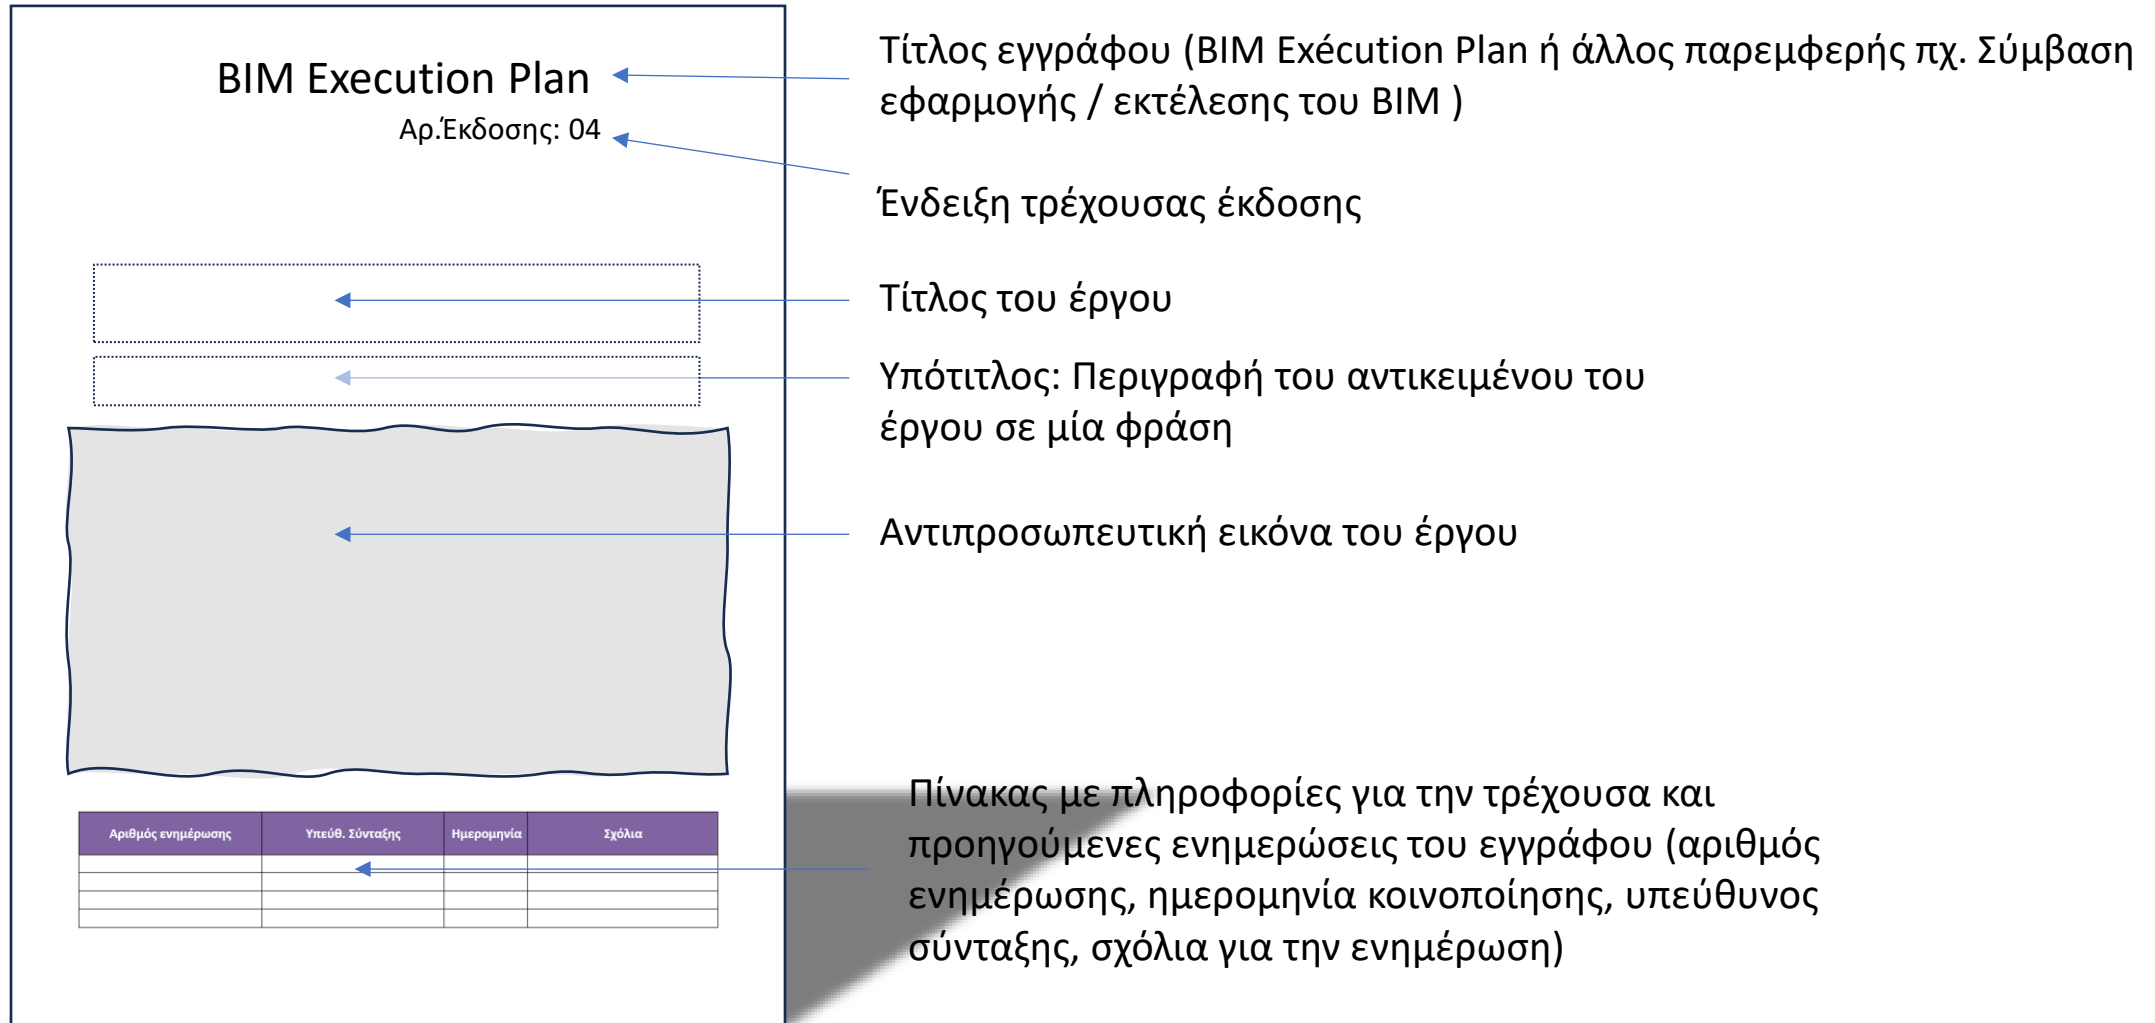 BIM Execution Plan
Αρ.Έκδοσης: 04
Τίτλος εγγράφου (BIM Exécution Plan ή άλλος παρεμφερής πχ. Σύμβαση
εφαρμογής / εκτέλεσης του BIM )
Ένδειξη τρέχουσας έκδοσης
Τίτλος του έργου
Υπότιτλος: Περιγραφή του αντικειμένου του
έργου σε μία φράση
Αντιπροσωπευτική εικόνα του έργου
Αριθμός ενημέρωσης Υπεύθ. Σύνταξης Ημερομηνία Σχόλια
Πίνακας με πληροφορίες για την τρέχουσα και
προηγούμενες ενημερώσεις του εγγράφου (αριθμός
ενημέρωσης, ημερομηνία κοινοποίησης, υπεύθυνος
σύνταξης, σχόλια για την ενημέρωση)